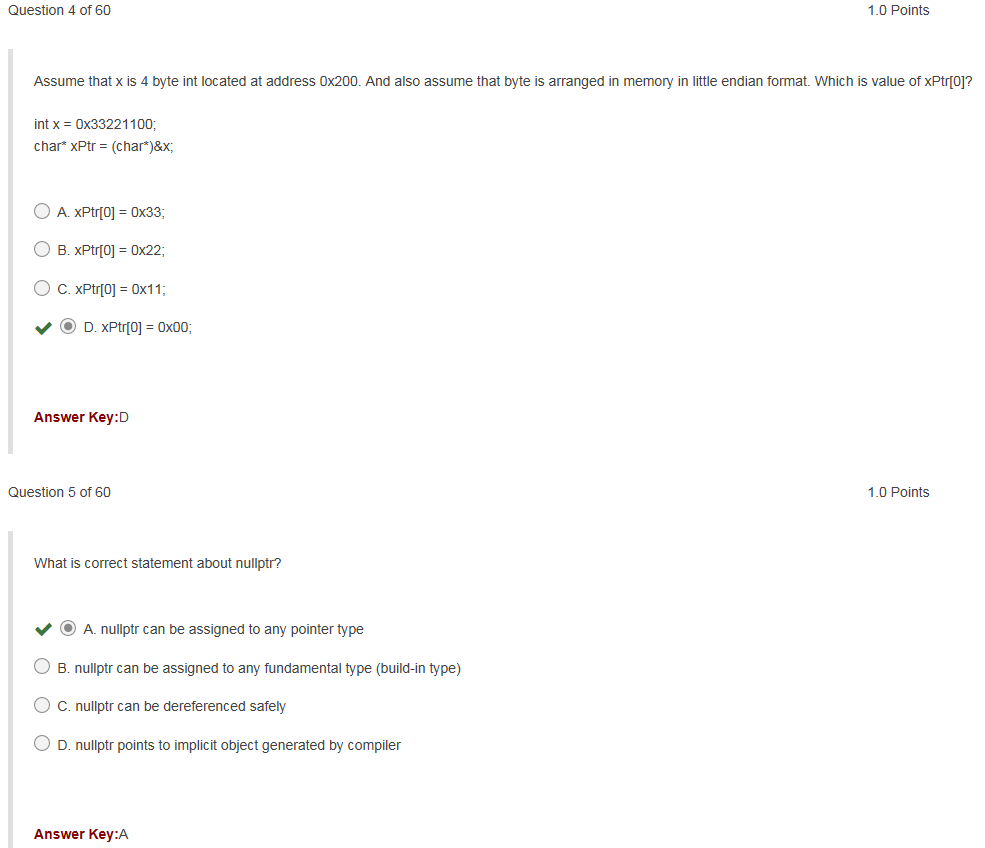 Question 4 of 60 1.0 Points
Assume that x is 4 byte int located at address 0x200. And also assume that byte is arranged in memory in little endian format. Which is value of xPtr[0]?
int x = 0x33221100;
char* xPtr = (char*)&x;
A. xPtr[0] = 0x33;
B. xPtr[0] = 0x22;
C. xPtr[0] = 0x11;
D. xPtr[0] = 0x00;
Answer Key:D
Question 5 of 60 1.0 Points
What is correct statement about nullptr?
A. nullptr can be assigned to any pointer type
B. nullptr can be assigned to any fundamental type (build-in type)
C. nullptr can be dereferenced safely
D. nullptr points to implicit object generated by compiler
Answer Key:A